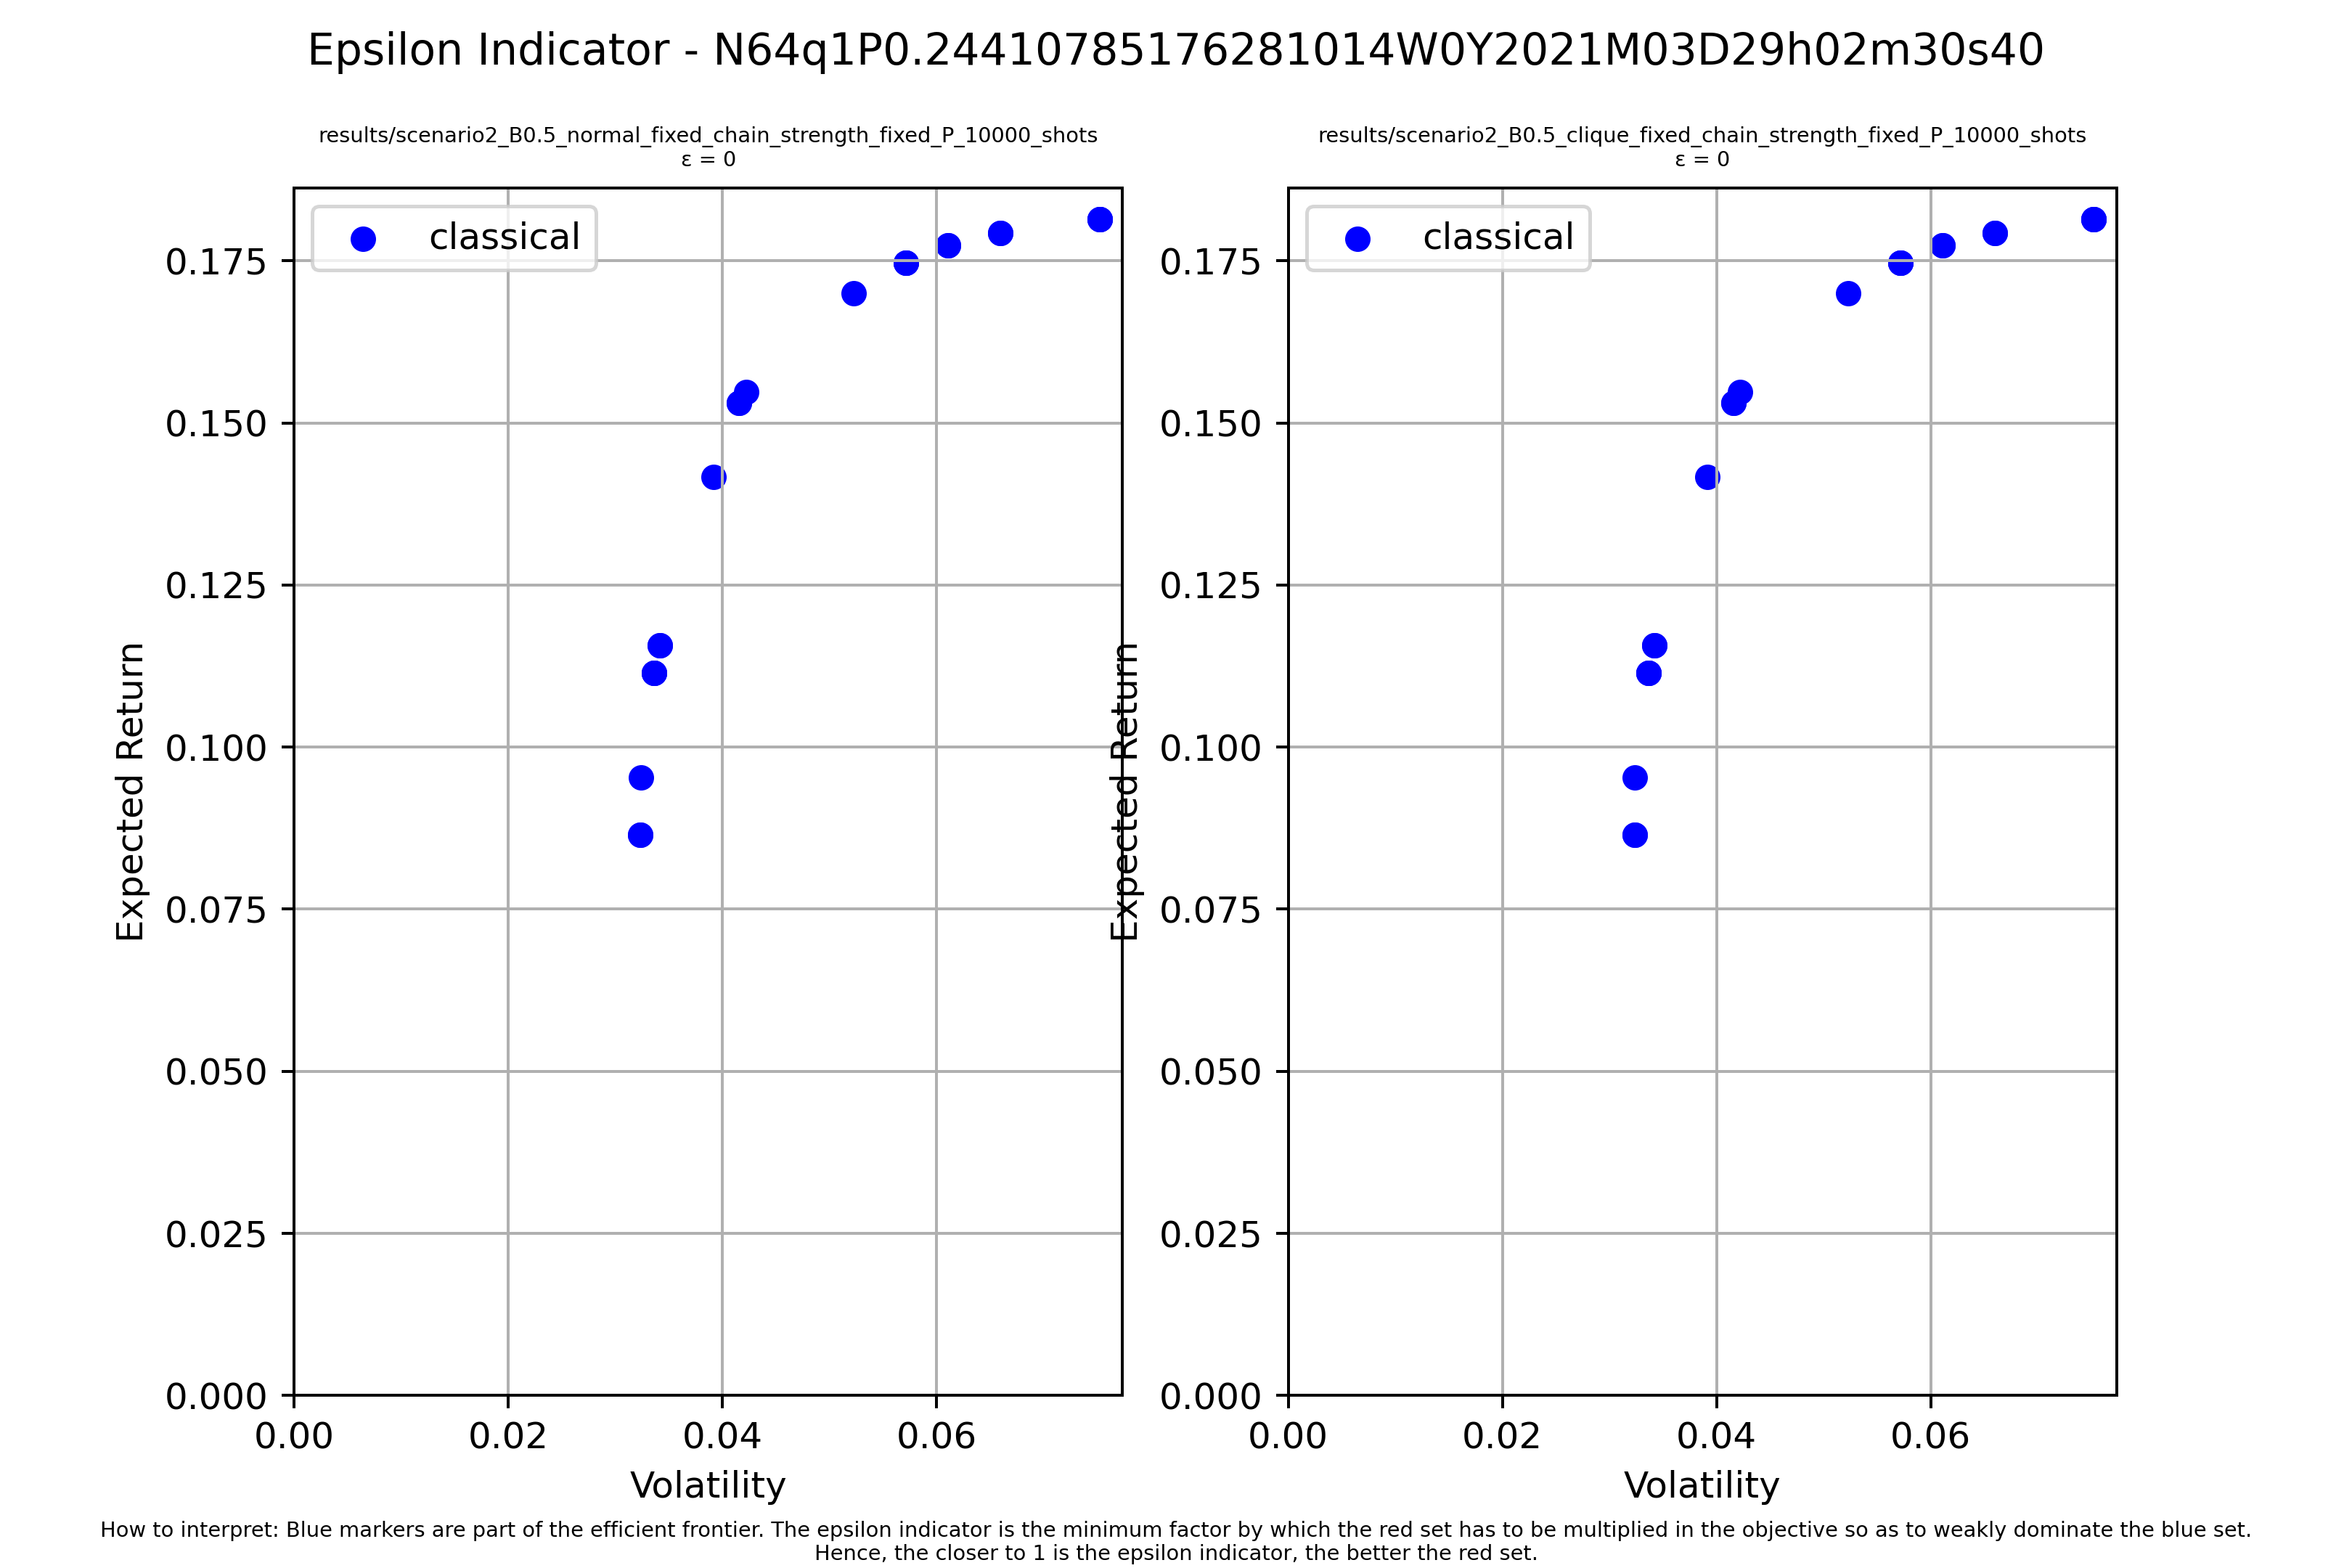 Epsilon Indicator - N64q1P0.24410785176281014W0Y2021M03D29h02m30s40
results/scenario2_B0.5_normal_fixed_chain_strength_fixed_P_10000_shots
ε = 0
classical
0.175
0.150
0.125
0.100
0.075
0.050
0.025
0.000
Expected Return
0.00 0.02 0.04 0.06
Volatility
results/scenario2_B0.5_clique_fixed_chain_strength_fixed_P_10000_shots
ε = 0
classical
0.175
0.150
0.125
0.100
0.075
0.050
0.025
0.000
Expected Return
0.00 0.02 0.04 0.06
Volatility
How to interpret: Blue markers are part of the efficient frontier. The epsilon indicator is the minimum factor by which the red set has to be multiplied in the objective so as to weakly dominate the blue set.
Hence, the closer to 1 is the epsilon indicator, the better the red set.